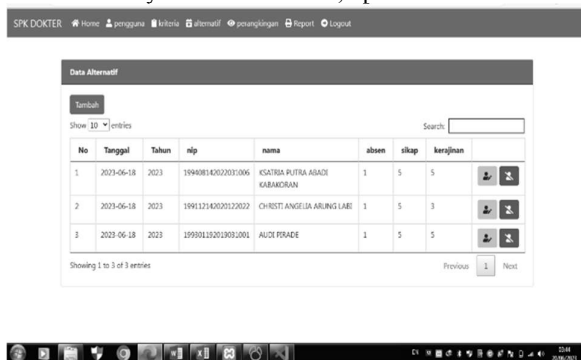 SPK DOKTER Home pengguna kriteria alternatif perangkingan Report Logout
Data Alternatif
Tambah
Show 10 entries Search:
No Tanggal Tahun nip nama absen sikap kerajinan
1 2023-06-18 2023 199408142022031006 KSATRIA PUTRA ABADI KABAKORAN 1 5 5
2 2023-06-18 2023 199112142020122022 CHRISTI ANGELIA ARUNG LABI 1 5 3
3 2023-06-18 2023 199301192019031001 AUDI PIRADE 1 5 5
Showing 1 to 3 of 3 entries Previous 1 Next